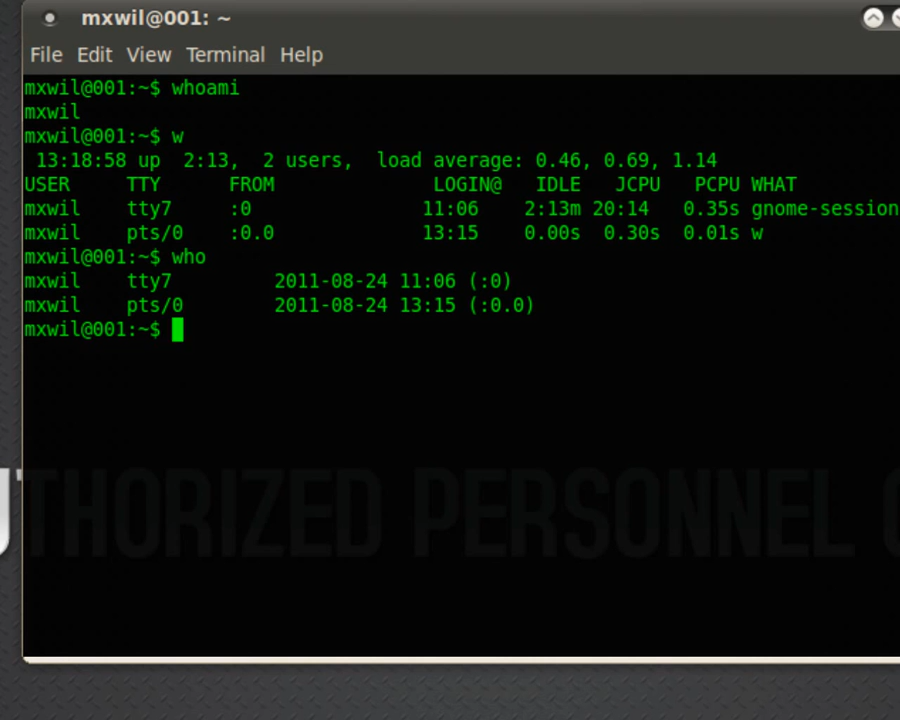 mxwil@001: ~
File Edit View Terminal Help
mxwil@001:~$ whoami
mxwil
mxwil@001:~$ w
 13:18:58 up  2:13,  2 users,  load average: 0.46, 0.69, 1.14
USER     TTY      FROM              LOGIN@   IDLE   JCPU   PCPU WHAT
mxwil    tty7     :0                11:06    2:13m 20:14   0.35s gnome-session
mxwil    pts/0    :0.0              13:15    0.00s  0.30s  0.01s w
mxwil@001:~$ who
mxwil    tty7         2011-08-24 11:06 (:0)
mxwil    pts/0        2011-08-24 13:15 (:0.0)
mxwil@001:~$
UTHORIZED PERSONNEL